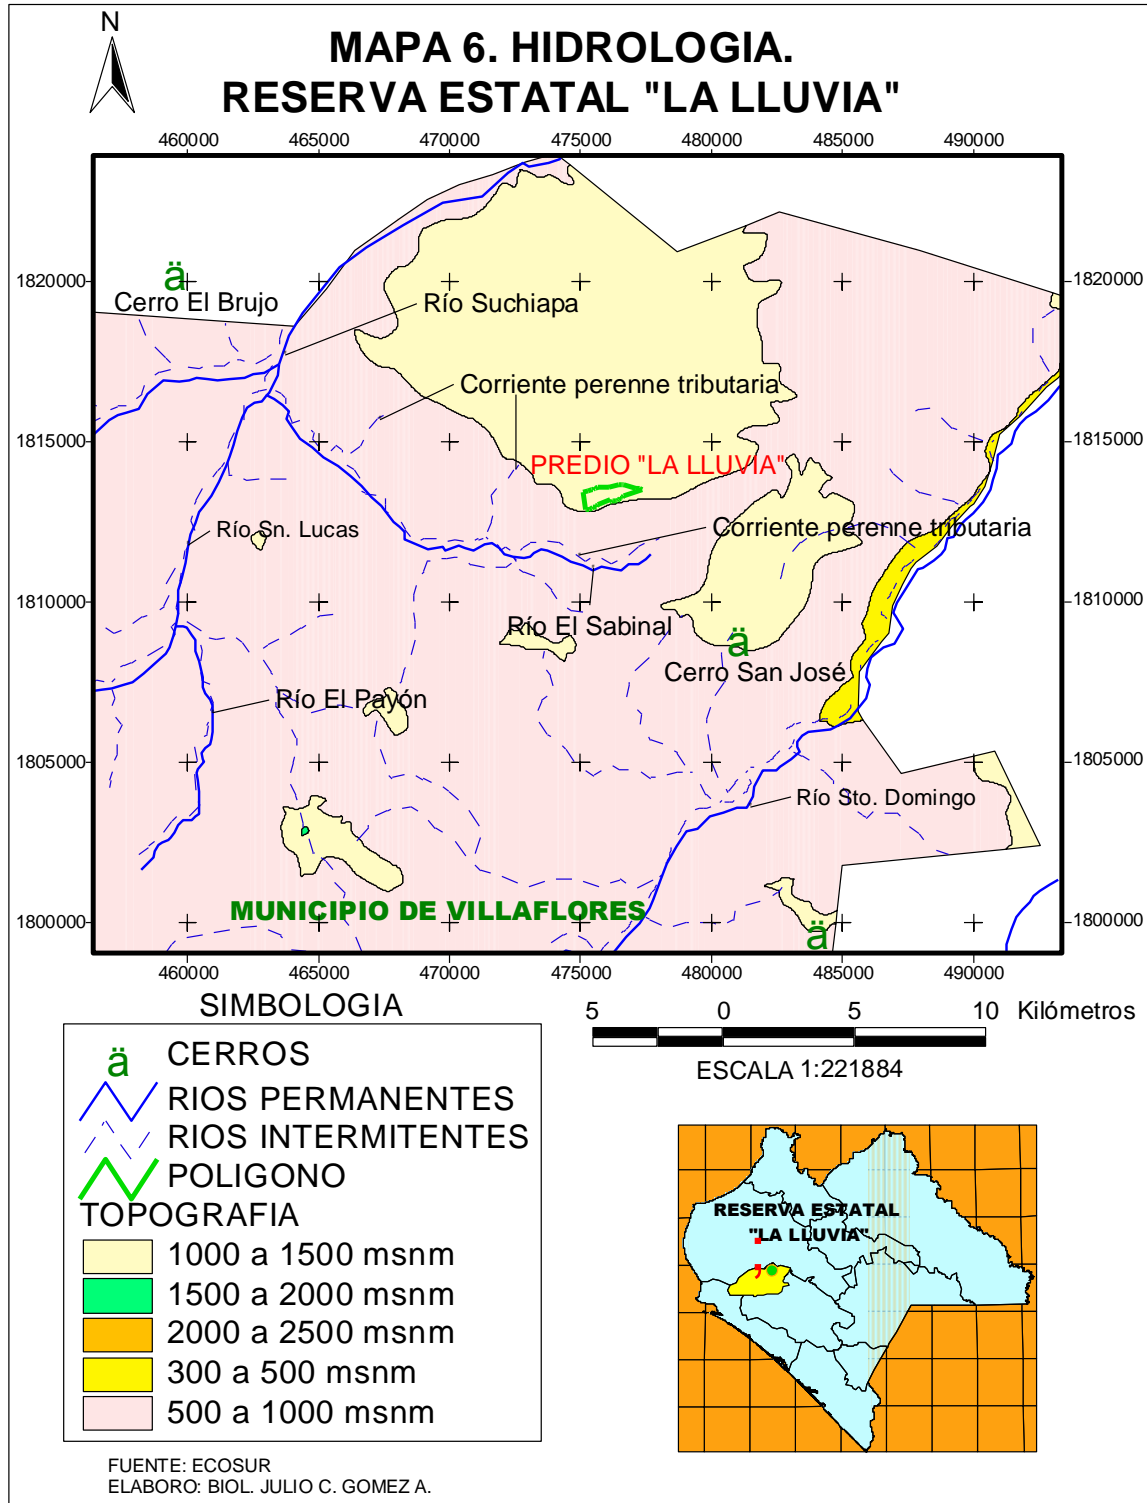 N
MAPA 6. HIDROLOGIA.
RESERVA ESTATAL "LA LLUVIA"
460000 465000 470000 475000 480000 485000 490000
1820000 1820000
ä
Cerro El Brujo
Río Suchiapa
Corriente perenne tributaria
1815000 1815000
PREDIO "LA LLUVIA"
Río Sn. Lucas
Corriente perenne tributaria
1810000 1810000
Río El Sabinal
ä
Cerro San José
Río El Payón
1805000 1805000
Río Sto. Domingo
MUNICIPIO DE VILLAFLORES
1800000 1800000
ä
460000 465000 470000 475000 480000 485000 490000
SIMBOLOGIA
ä CERROS
RIOS PERMANENTES
RIOS INTERMITENTES
POLIGONO
TOPOGRAFIA
1000 a 1500 msnm
1500 a 2000 msnm
2000 a 2500 msnm
300 a 500 msnm
500 a 1000 msnm
5 0 5 10 Kilómetros
ESCALA 1:221884
RESERVA ESTATAL
"LA LLUVIA"
FUENTE: ECOSUR
ELABORO: BIOL. JULIO C. GOMEZ A.